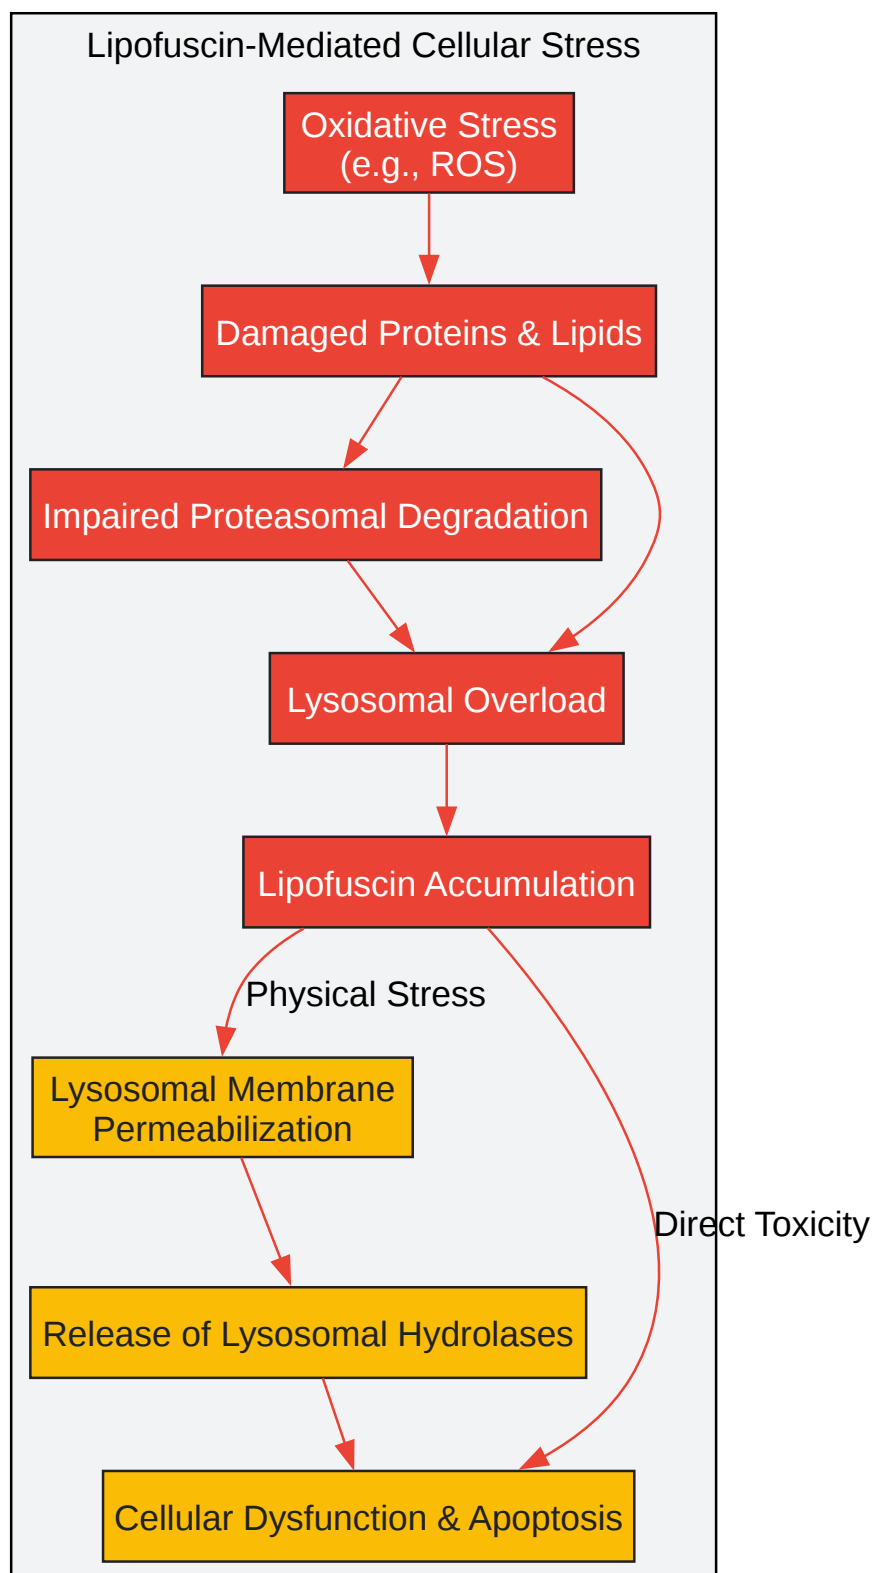 Lipofuscin-Mediated Cellular Stress
Oxidative Stress
(e.g., ROS)
Damaged Proteins & Lipids
Impaired Proteasomal Degradation
Lysosomal Overload
Lipofuscin Accumulation
Physical Stress
Lysosomal Membrane
Permeabilization
Direct Toxicity
Release of Lysosomal Hydrolases
Cellular Dysfunction & Apoptosis